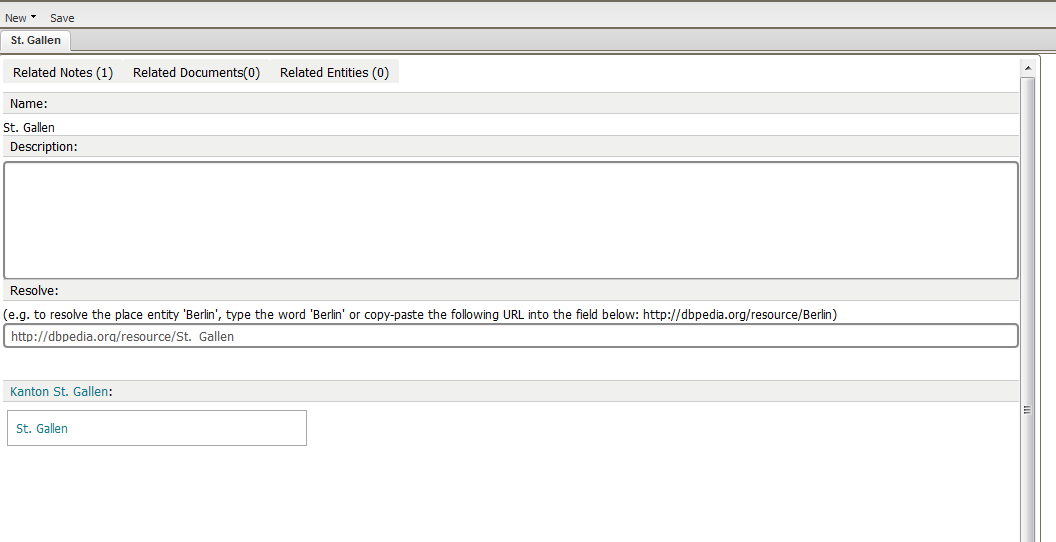 New Save
St. Gallen
Related Notes (1) Related Documents(0) Related Entities (0)
Name:
St. Gallen
Description:
Resolve:
(e.g. to resolve the place entity 'Berlin', type the word 'Berlin' or copy-paste the following URL into the field below: http://dbpedia.org/resource/Berlin)
http://dbpedia.org/resource/St._Gallen
Kanton St. Gallen:
St. Gallen